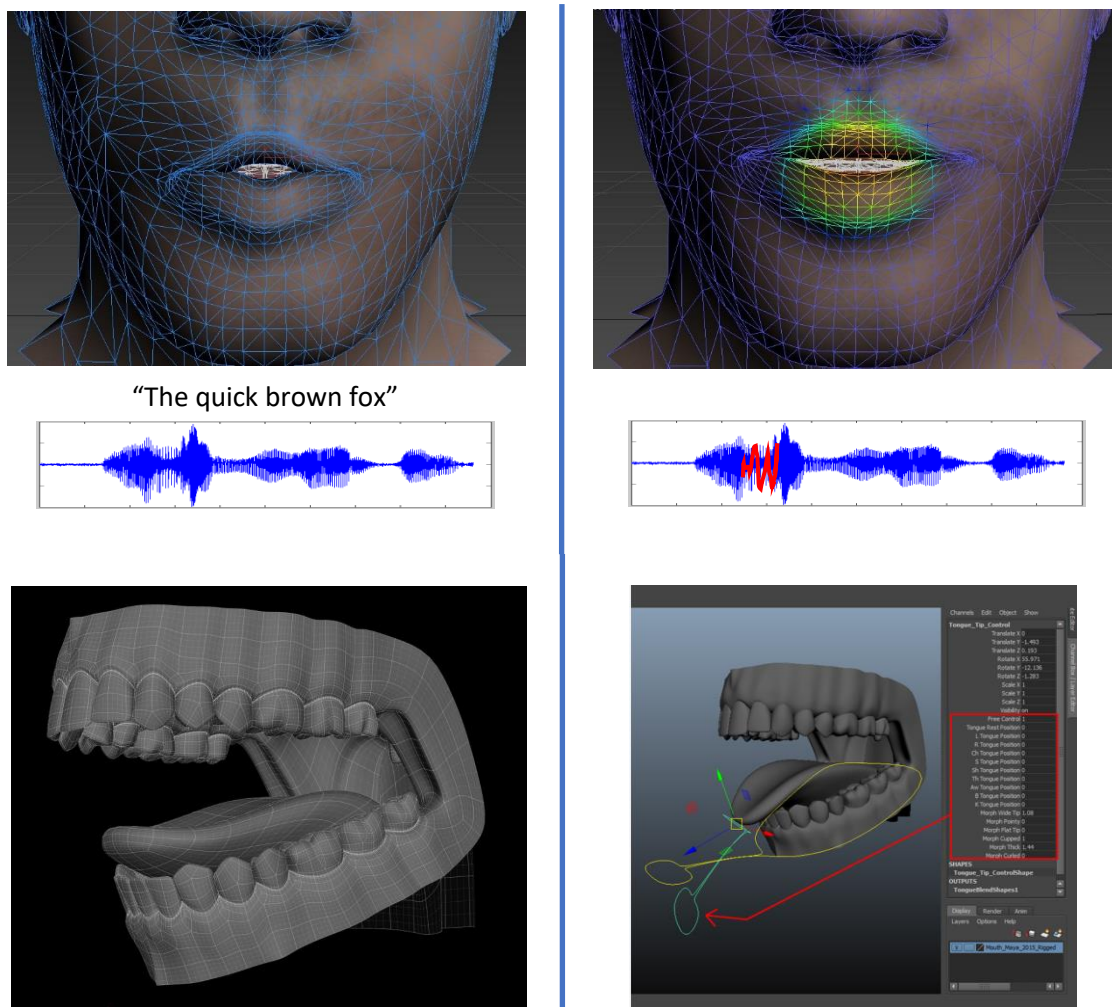 “The quick brown fox”
Channels Edit Object Show
Tongue_Tip_Control
Translate X 0
Translate Y -1.493
Translate Z 0.193
Rotate X 35.971
Rotate Y -12.136
Rotate Z -1.283
Scale X 1
Scale Y 1
Scale Z 1
Visibility on
Free Control 1
Tongue Rest Position 0
L Tongue Position 0
R Tongue Position 0
Ch Tongue Position 0
S Tongue Position 0
Sh Tongue Position 0
Th Tongue Position 0
Aw Tongue Position 0
B Tongue Position 0
K Tongue Position 0
Morph Wide Tip 1.08
Morph Pointy 0
Morph Flat Tip 0
Morph Cupped 1
Morph Thick 1.44
Morph Curled 0
SHAPES
Tongue_Tip_ControlShape
OUTPUTS
TongueBlendShapes1
Channel Box / Layer Editor
Display Render Anim
Layers Options Help
Mouth_Maya_2015_Rigged